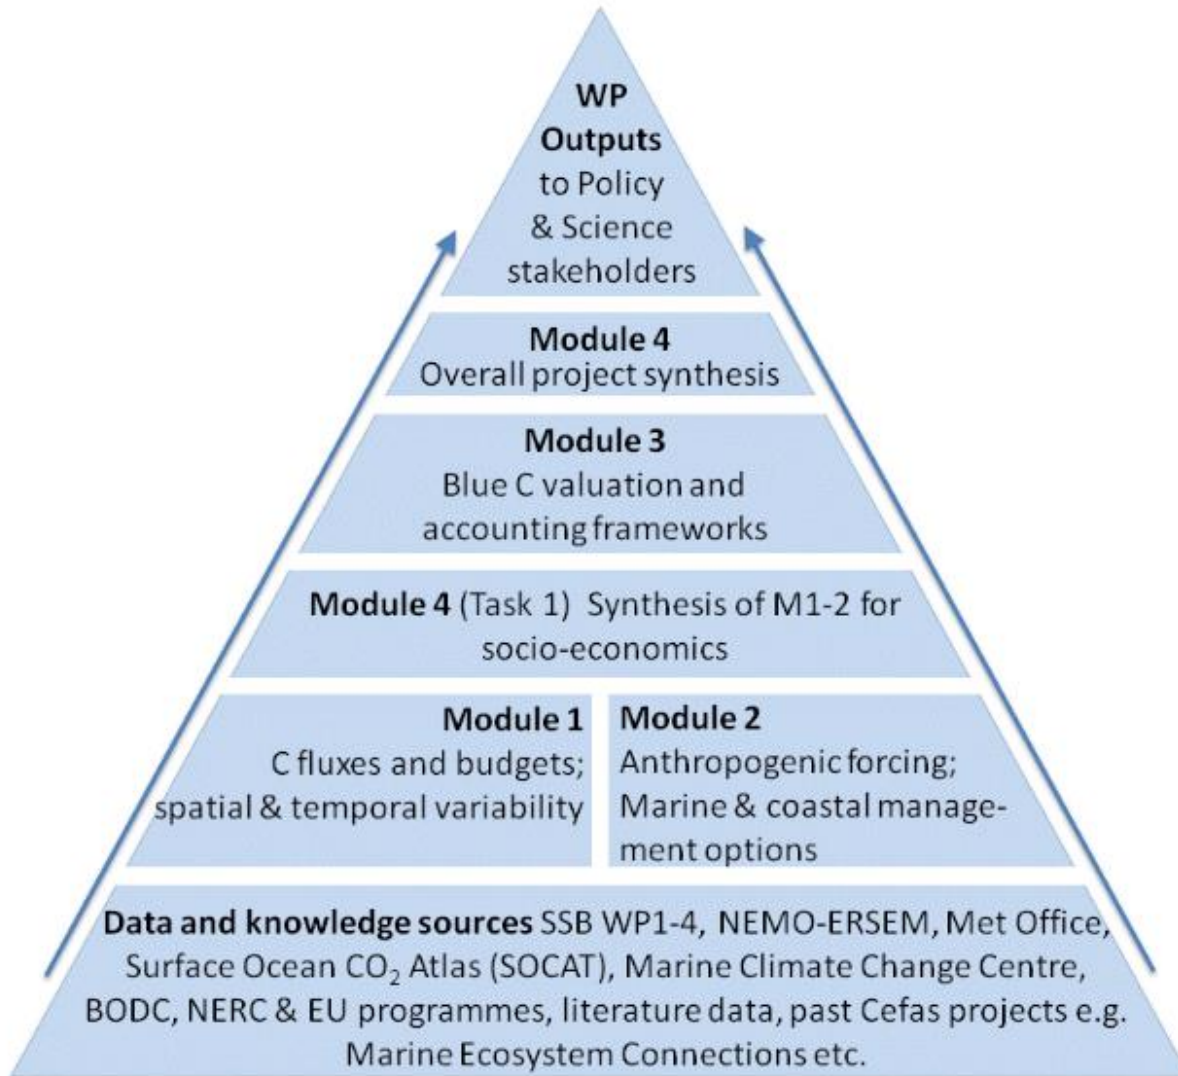 WP
Outputs
to Policy
& Science
stakeholders
Module 4
Overall project synthesis
Module 3
Blue C valuation and
accounting frameworks
Module 4 (Task 1)  Synthesis of M1-2 for
socio-economics
Module 1
C fluxes and budgets;
spatial & temporal variability
Module 2
Anthropogenic forcing;
Marine & coastal manage-
ment options
Data and knowledge sources SSB WP1-4, NEMO-ERSEM, Met Office,
Surface Ocean CO₂ Atlas (SOCAT), Marine Climate Change Centre,
BODC, NERC & EU programmes, literature data, past Cefas projects e.g.
Marine Ecosystem Connections etc.